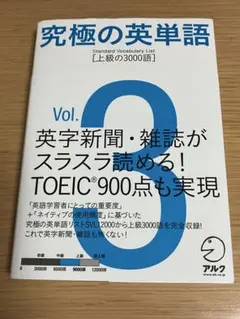 究極の英単語
Standard Vocabulary List
[上級の3000語]
Vol.
3
英字新聞・雑誌が
スラスラ読める!
TOEIC®900点も実現
「英語学習者にとっての重要度」
+「ネイティブの使用頻度」に基づいた
究極の英単語リストSVL12000から上級3000語を完全収録!
これで英字新聞・雑誌も怖くない!
初級 中級 上級 最上級
0 3000語 6000語 9000語 12000語
アルク